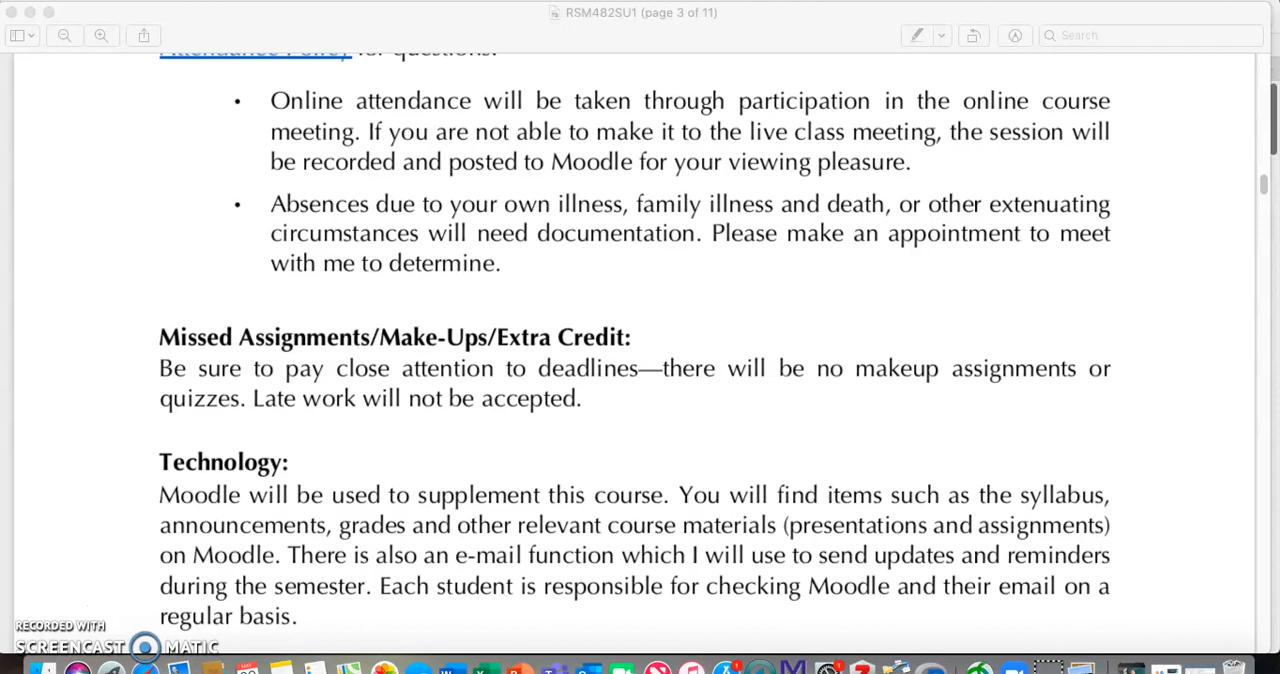 RSM482SU1 (page 3 of 11)
Search
Attendance Policy for questions.
• Online attendance will be taken through participation in the online course
meeting. If you are not able to make it to the live class meeting, the session will
be recorded and posted to Moodle for your viewing pleasure.
• Absences due to your own illness, family illness and death, or other extenuating
circumstances will need documentation. Please make an appointment to meet
with me to determine.
Missed Assignments/Make-Ups/Extra Credit:
Be sure to pay close attention to deadlines—there will be no makeup assignments or
quizzes. Late work will not be accepted.
Technology:
Moodle will be used to supplement this course. You will find items such as the syllabus,
announcements, grades and other relevant course materials (presentations and assignments)
on Moodle. There is also an e-mail function which I will use to send updates and reminders
during the semester. Each student is responsible for checking Moodle and their email on a
regular basis.
RECORDED WITH
SCREENCAST MATIC